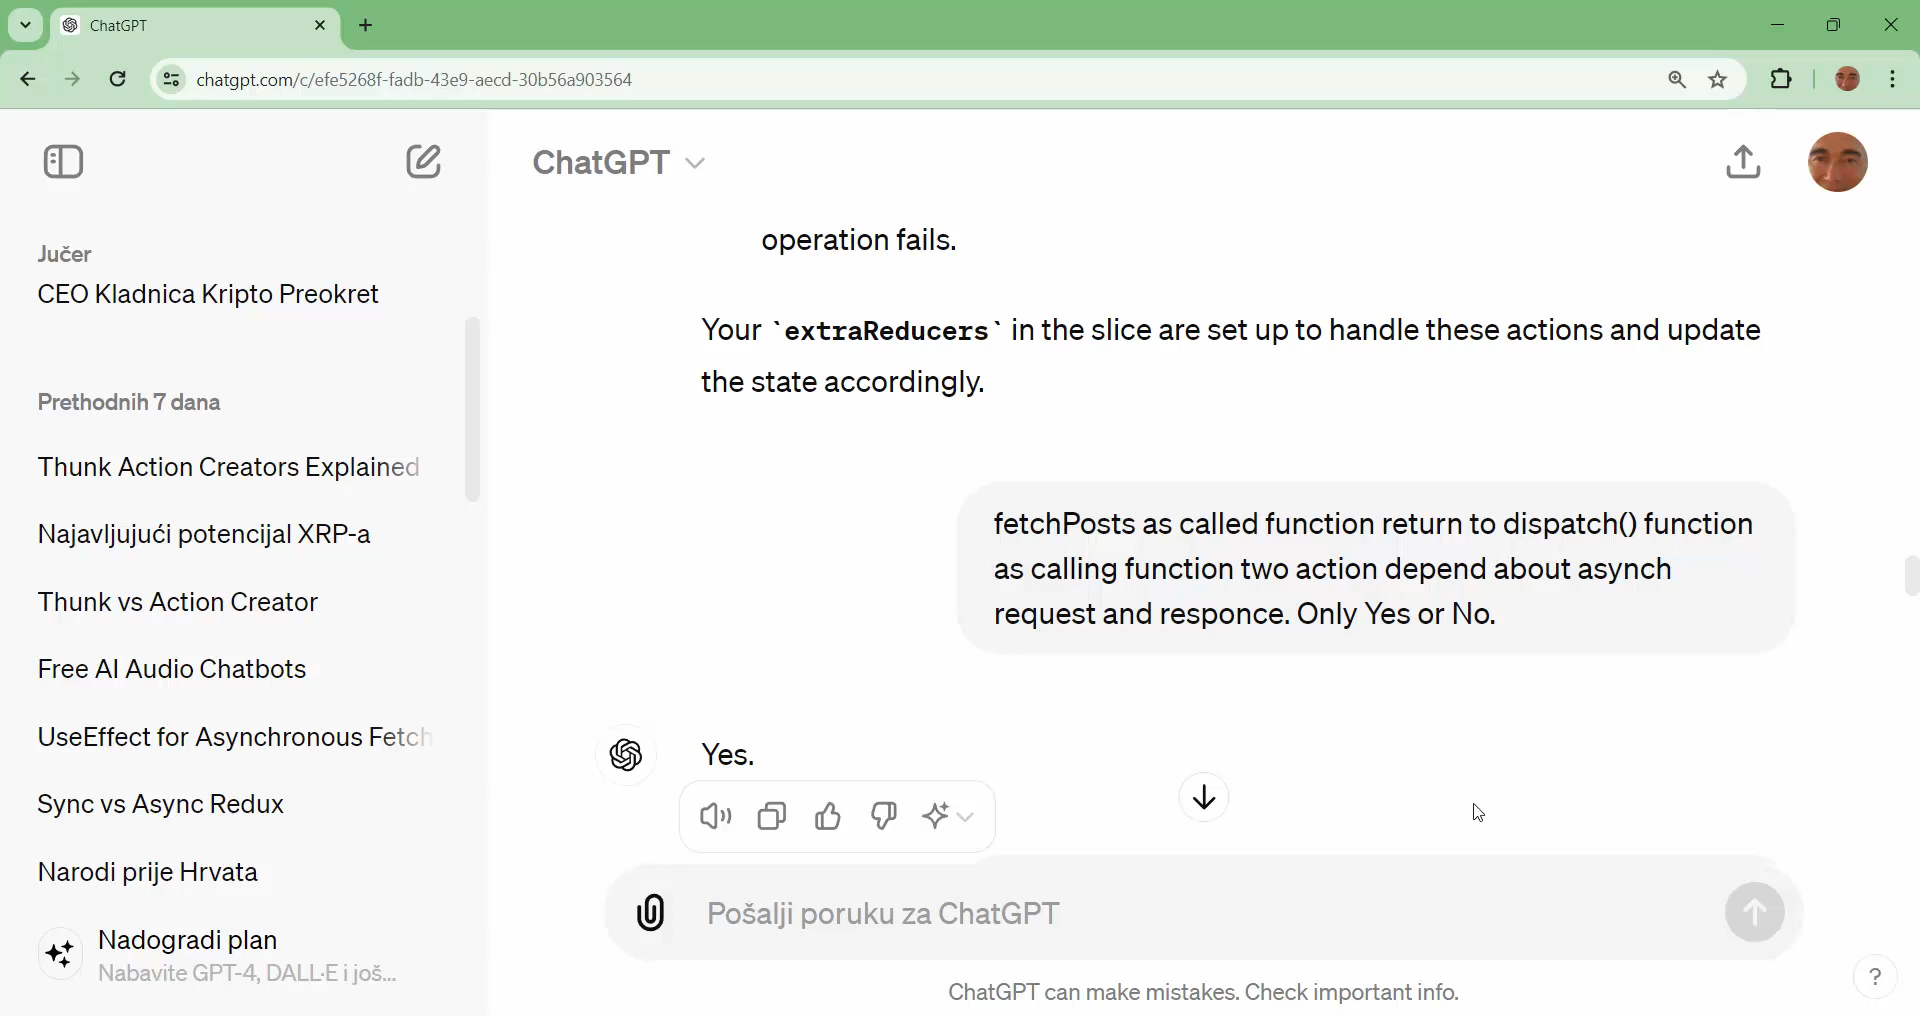 ChatGPT
chatgpt.com/c/efe5268f-fadb-43e9-aecd-30b56a903564
ChatGPT
Jučer
CEO Kladnica Kripto Preokret
Prethodnih 7 dana
Thunk Action Creators Explained
Najavljujući potencijal XRP-a
Thunk vs Action Creator
Free AI Audio Chatbots
UseEffect for Asynchronous Fetch
Sync vs Async Redux
Narodi prije Hrvata
Nadogradi plan
Nabavite GPT-4, DALL·E i još...
operation fails.
Your `extraReducers` in the slice are set up to handle these actions and update
the state accordingly.
fetchPosts as called function return to dispatch() function
as calling function two action depend about asynch
request and responce. Only Yes or No.
Yes.
Pošalji poruku za ChatGPT
ChatGPT can make mistakes. Check important info.
?